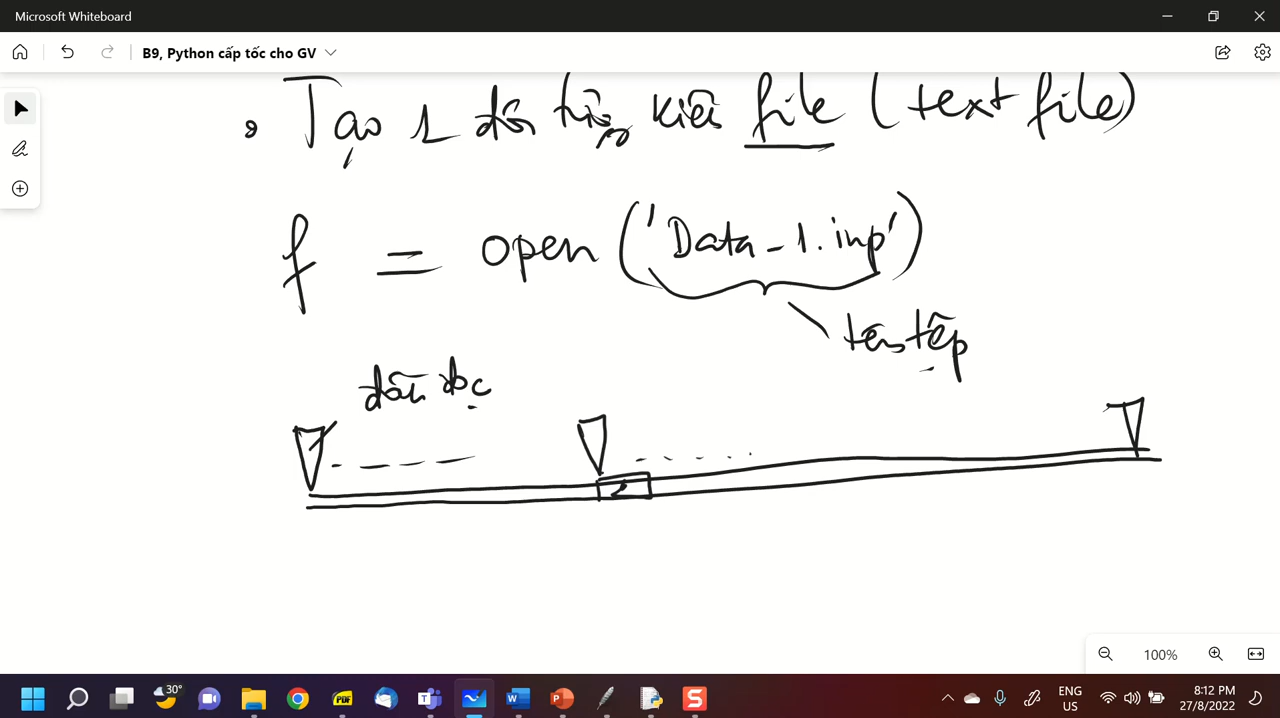 Microsoft Whiteboard
B9, Python cấp tốc cho GV
Tạo 1 đối tượng kiểu file (text file)
f = open ('Data-1.inp')
tên tệp
đầu đọc
100%
30°
ENG
US
8:12 PM
27/8/2022